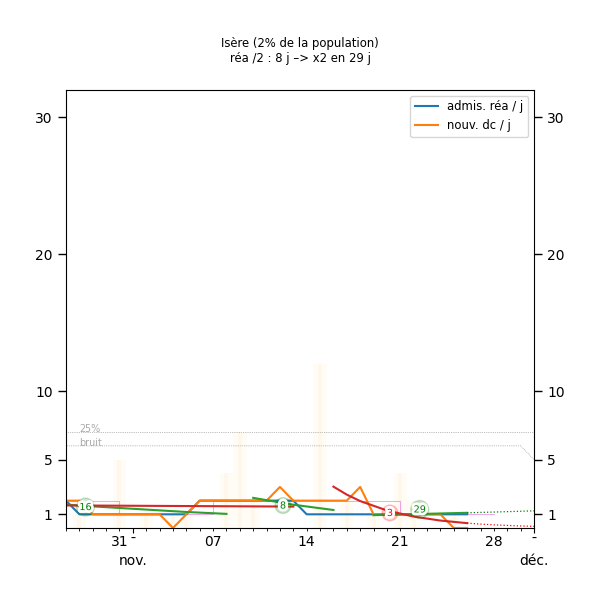 Isère (2% de la population)
réa /2 : 8 j –> x2 en 29 j
admis. réa / j
nouv. dc / j
30 30
20 20
10 10
25%
bruit
5 5
16 8 3 29
1 1
31 07 14 21 28
nov. déc.